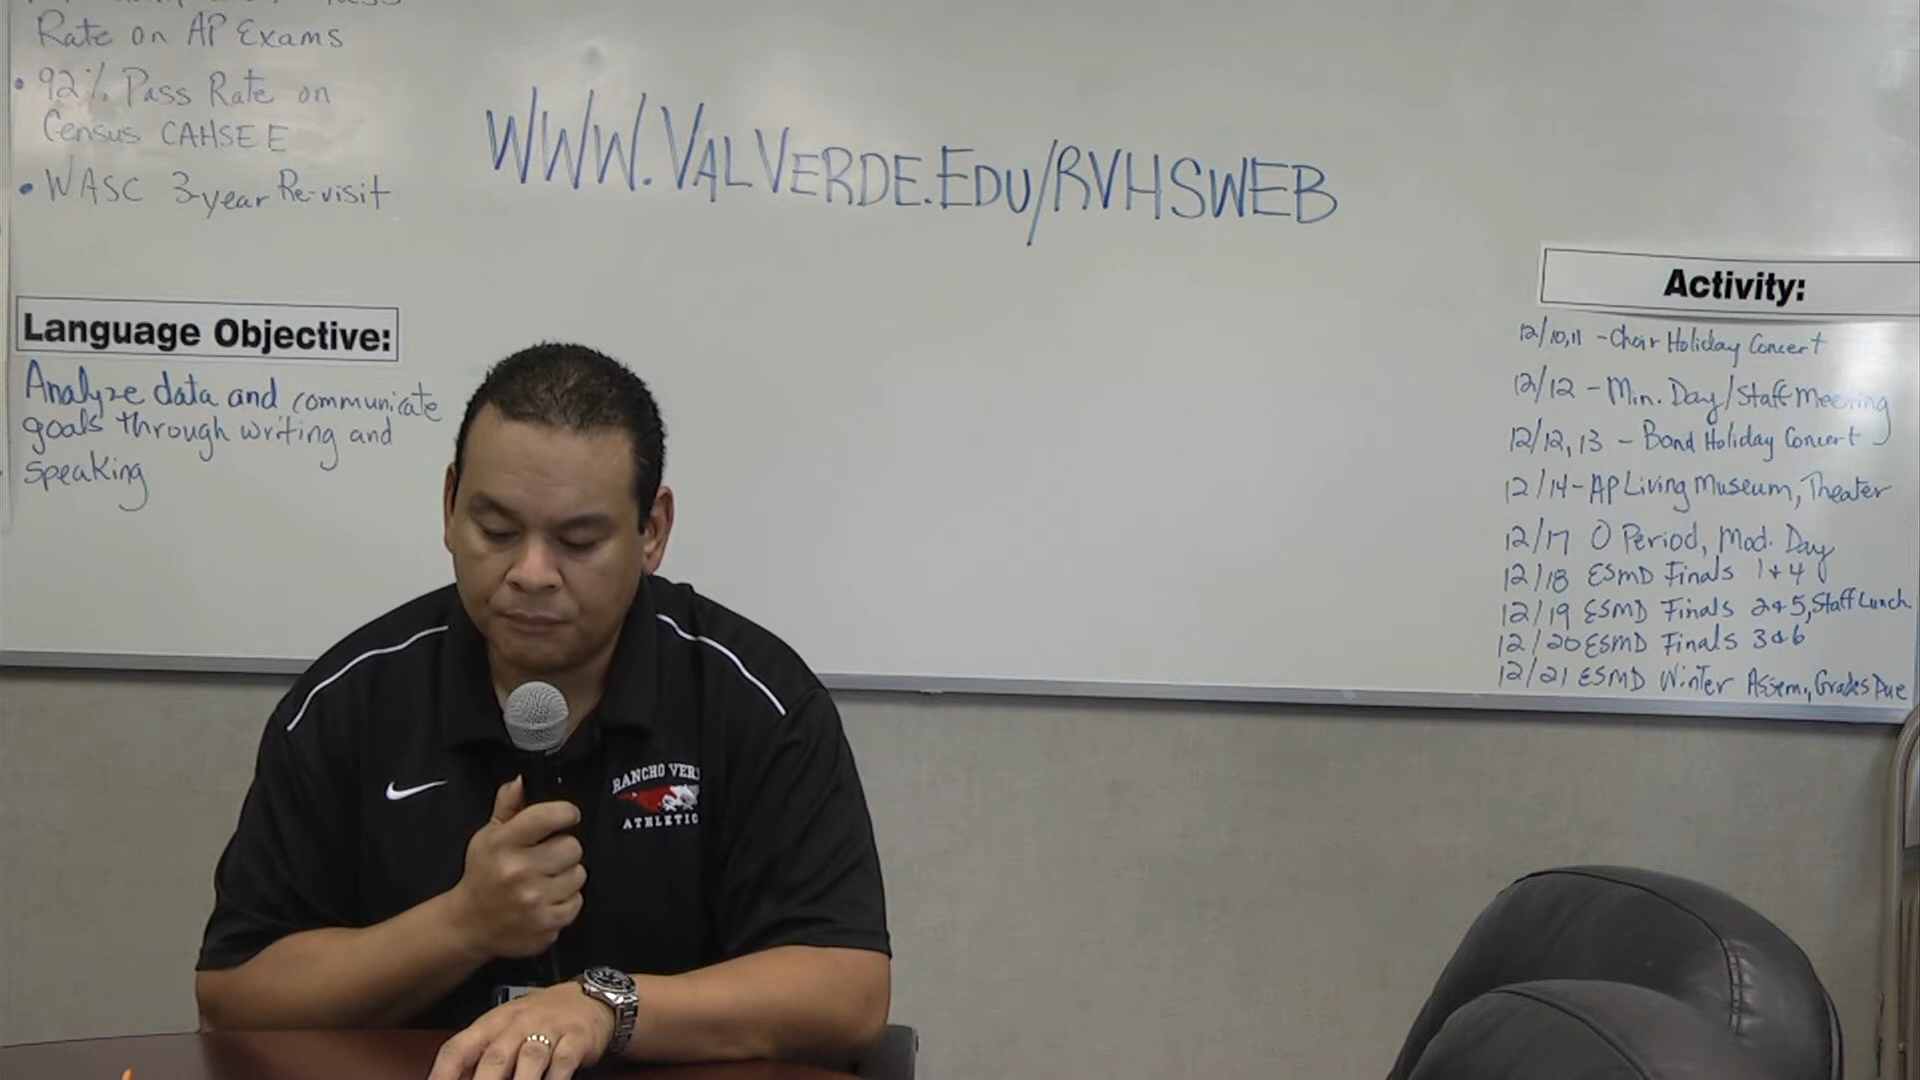 Rate on AP Exams
• 92% Pass Rate on
Census CAHSEE
• WASC 3-year Re-visit
WWW.VALVERDE.EDU/RVHSWEB
Language Objective:
Analyze data and communicate
goals through writing and
speaking
Activity:
12/10,11 - Choir Holiday Concert
12/12 - Min. Day/Staff Meeting
12/12, 13 - Band Holiday Concert
12/14 - AP Living Museum, Theater
12/17 O Period, Mod. Day
12/18 ESMD Finals 1+4
12/19 ESMD Finals 2+5, Staff Lunch.
12/20 ESMD Finals 3+6
12/21 ESMD Winter Assem., Grades Due
RANCHO VER
ATHLETIC